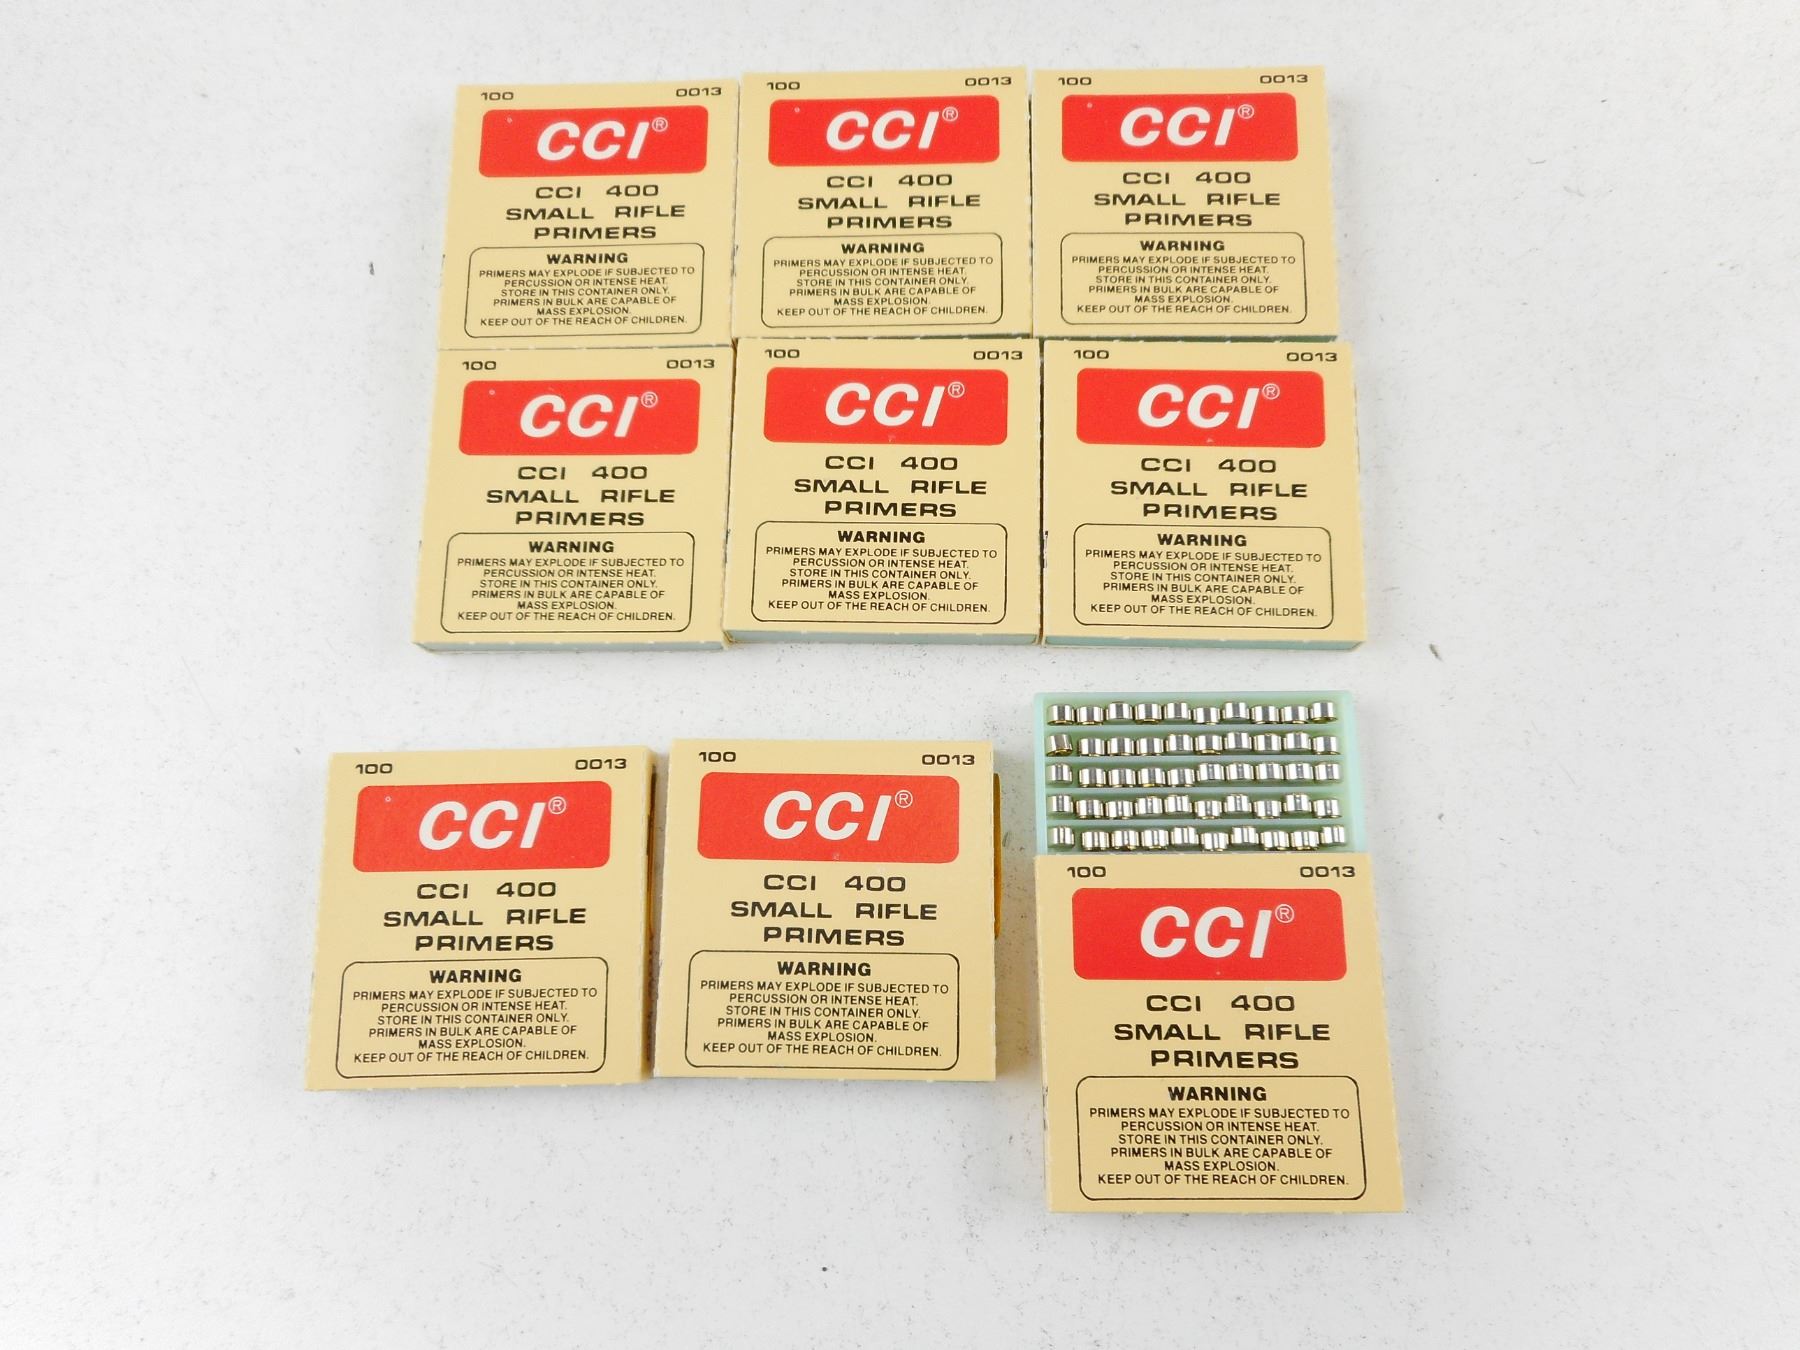 100 0013
CCI®
CCI 400
SMALL RIFLE
PRIMERS
WARNING
PRIMERS MAY EXPLODE IF SUBJECTED TO
PERCUSSION OR INTENSE HEAT.
STORE IN THIS CONTAINER ONLY.
PRIMERS IN BULK ARE CAPABLE OF
MASS EXPLOSION.
KEEP OUT OF THE REACH OF CHILDREN.
100 0013
CCI®
CCI 400
SMALL RIFLE
PRIMERS
WARNING
PRIMERS MAY EXPLODE IF SUBJECTED TO
PERCUSSION OR INTENSE HEAT.
STORE IN THIS CONTAINER ONLY.
PRIMERS IN BULK ARE CAPABLE OF
MASS EXPLOSION.
KEEP OUT OF THE REACH OF CHILDREN.
100 0013
CCI®
CCI 400
SMALL RIFLE
PRIMERS
WARNING
PRIMERS MAY EXPLODE IF SUBJECTED TO
PERCUSSION OR INTENSE HEAT.
STORE IN THIS CONTAINER ONLY.
PRIMERS IN BULK ARE CAPABLE OF
MASS EXPLOSION.
KEEP OUT OF THE REACH OF CHILDREN.
100 0013
CCI®
CCI 400
SMALL RIFLE
PRIMERS
WARNING
PRIMERS MAY EXPLODE IF SUBJECTED TO
PERCUSSION OR INTENSE HEAT.
STORE IN THIS CONTAINER ONLY.
PRIMERS IN BULK ARE CAPABLE OF
MASS EXPLOSION.
KEEP OUT OF THE REACH OF CHILDREN.
100 0013
CCI®
CCI 400
SMALL RIFLE
PRIMERS
WARNING
PRIMERS MAY EXPLODE IF SUBJECTED TO
PERCUSSION OR INTENSE HEAT.
STORE IN THIS CONTAINER ONLY.
PRIMERS IN BULK ARE CAPABLE OF
MASS EXPLOSION.
KEEP OUT OF THE REACH OF CHILDREN.
100 0013
CCI®
CCI 400
SMALL RIFLE
PRIMERS
WARNING
PRIMERS MAY EXPLODE IF SUBJECTED TO
PERCUSSION OR INTENSE HEAT.
STORE IN THIS CONTAINER ONLY.
PRIMERS IN BULK ARE CAPABLE OF
MASS EXPLOSION.
KEEP OUT OF THE REACH OF CHILDREN.
100 0013
CCI®
CCI 400
SMALL RIFLE
PRIMERS
WARNING
PRIMERS MAY EXPLODE IF SUBJECTED TO
PERCUSSION OR INTENSE HEAT.
STORE IN THIS CONTAINER ONLY.
PRIMERS IN BULK ARE CAPABLE OF
MASS EXPLOSION.
KEEP OUT OF THE REACH OF CHILDREN.
100 0013
CCI®
CCI 400
SMALL RIFLE
PRIMERS
WARNING
PRIMERS MAY EXPLODE IF SUBJECTED TO
PERCUSSION OR INTENSE HEAT.
STORE IN THIS CONTAINER ONLY.
PRIMERS IN BULK ARE CAPABLE OF
MASS EXPLOSION.
KEEP OUT OF THE REACH OF CHILDREN.
100 0013
CCI®
CCI 400
SMALL RIFLE
PRIMERS
WARNING
PRIMERS MAY EXPLODE IF SUBJECTED TO
PERCUSSION OR INTENSE HEAT.
STORE IN THIS CONTAINER ONLY.
PRIMERS IN BULK ARE CAPABLE OF
MASS EXPLOSION.
KEEP OUT OF THE REACH OF CHILDREN.